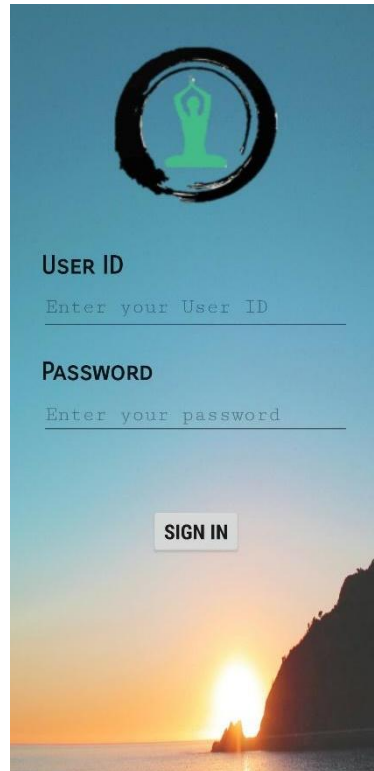 User ID
Enter your User ID
Password
Enter your password
SIGN IN